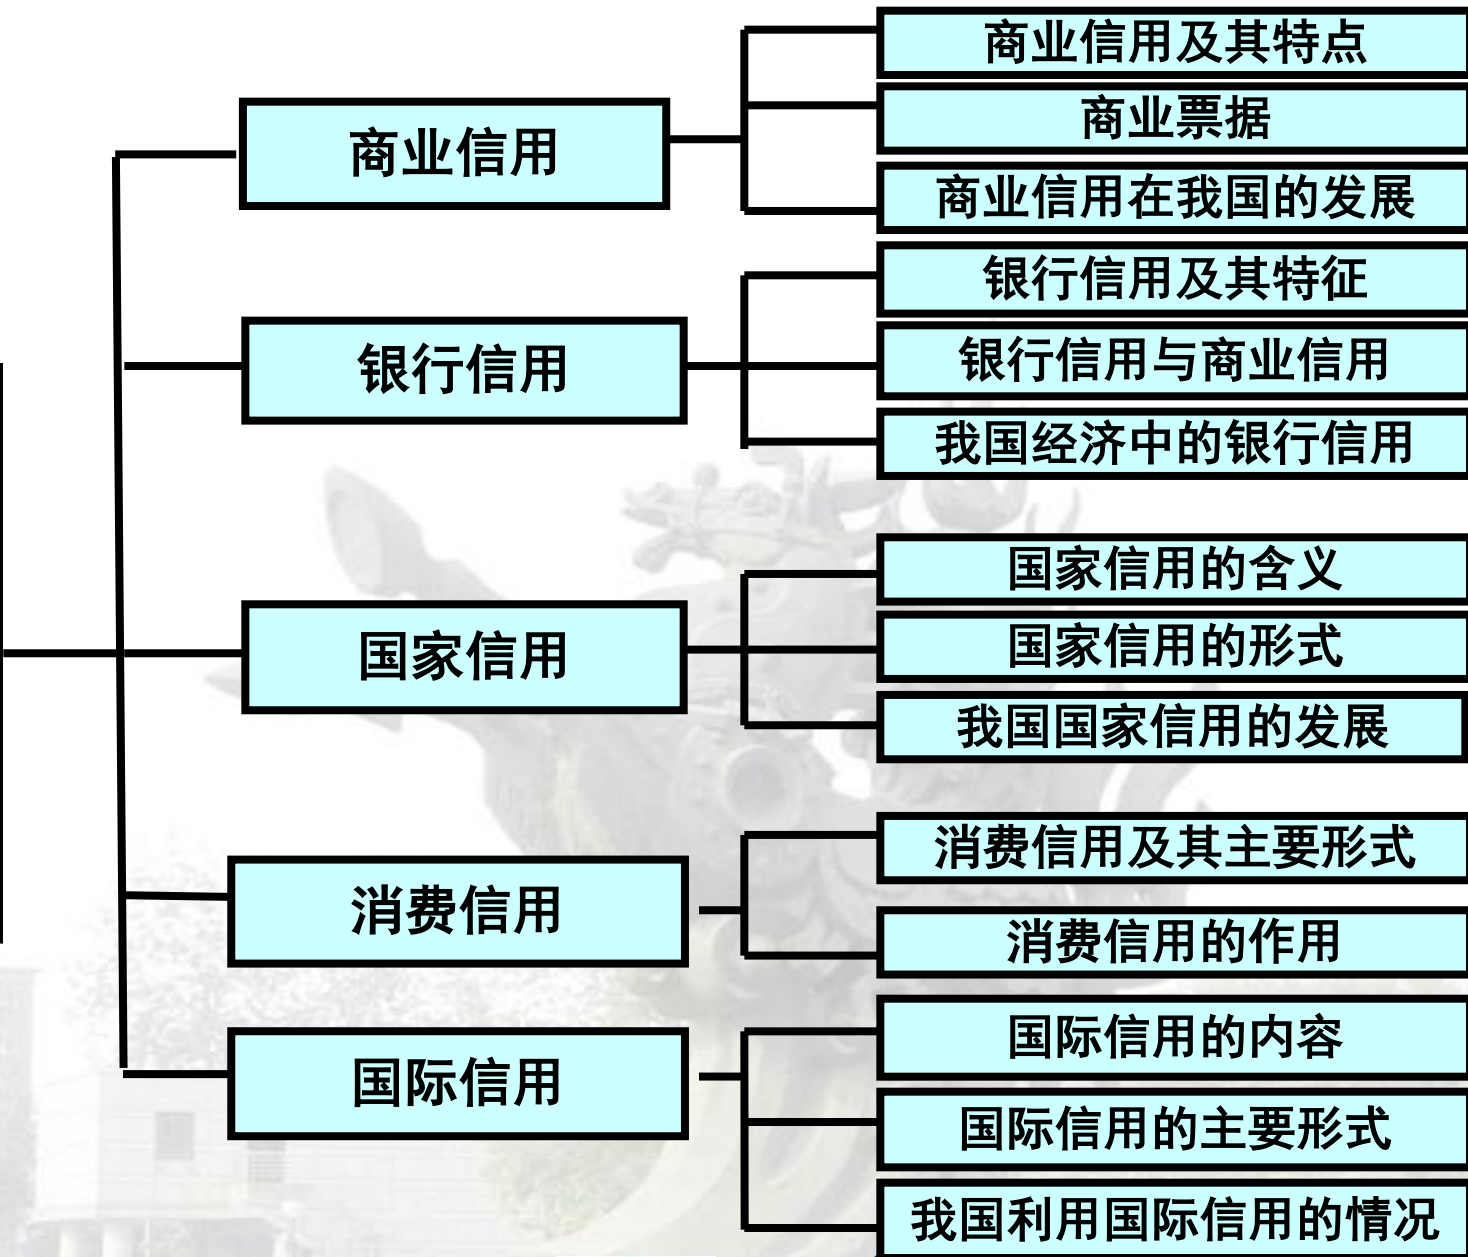 商业信用
商业信用及其特点
商业票据
商业信用在我国的发展
银行信用
银行信用及其特征
银行信用与商业信用
我国经济中的银行信用
国家信用
国家信用的含义
国家信用的形式
我国国家信用的发展
消费信用
消费信用及其主要形式
消费信用的作用
国际信用
国际信用的内容
国际信用的主要形式
我国利用国际信用的情况